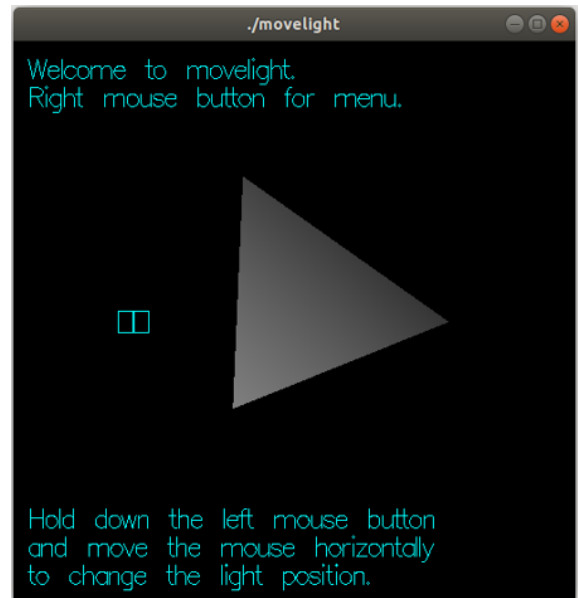 ./movelight
Welcome to movelight.
Right mouse button for menu.
Hold down the left mouse button
and move the mouse horizontally
to change the light position.